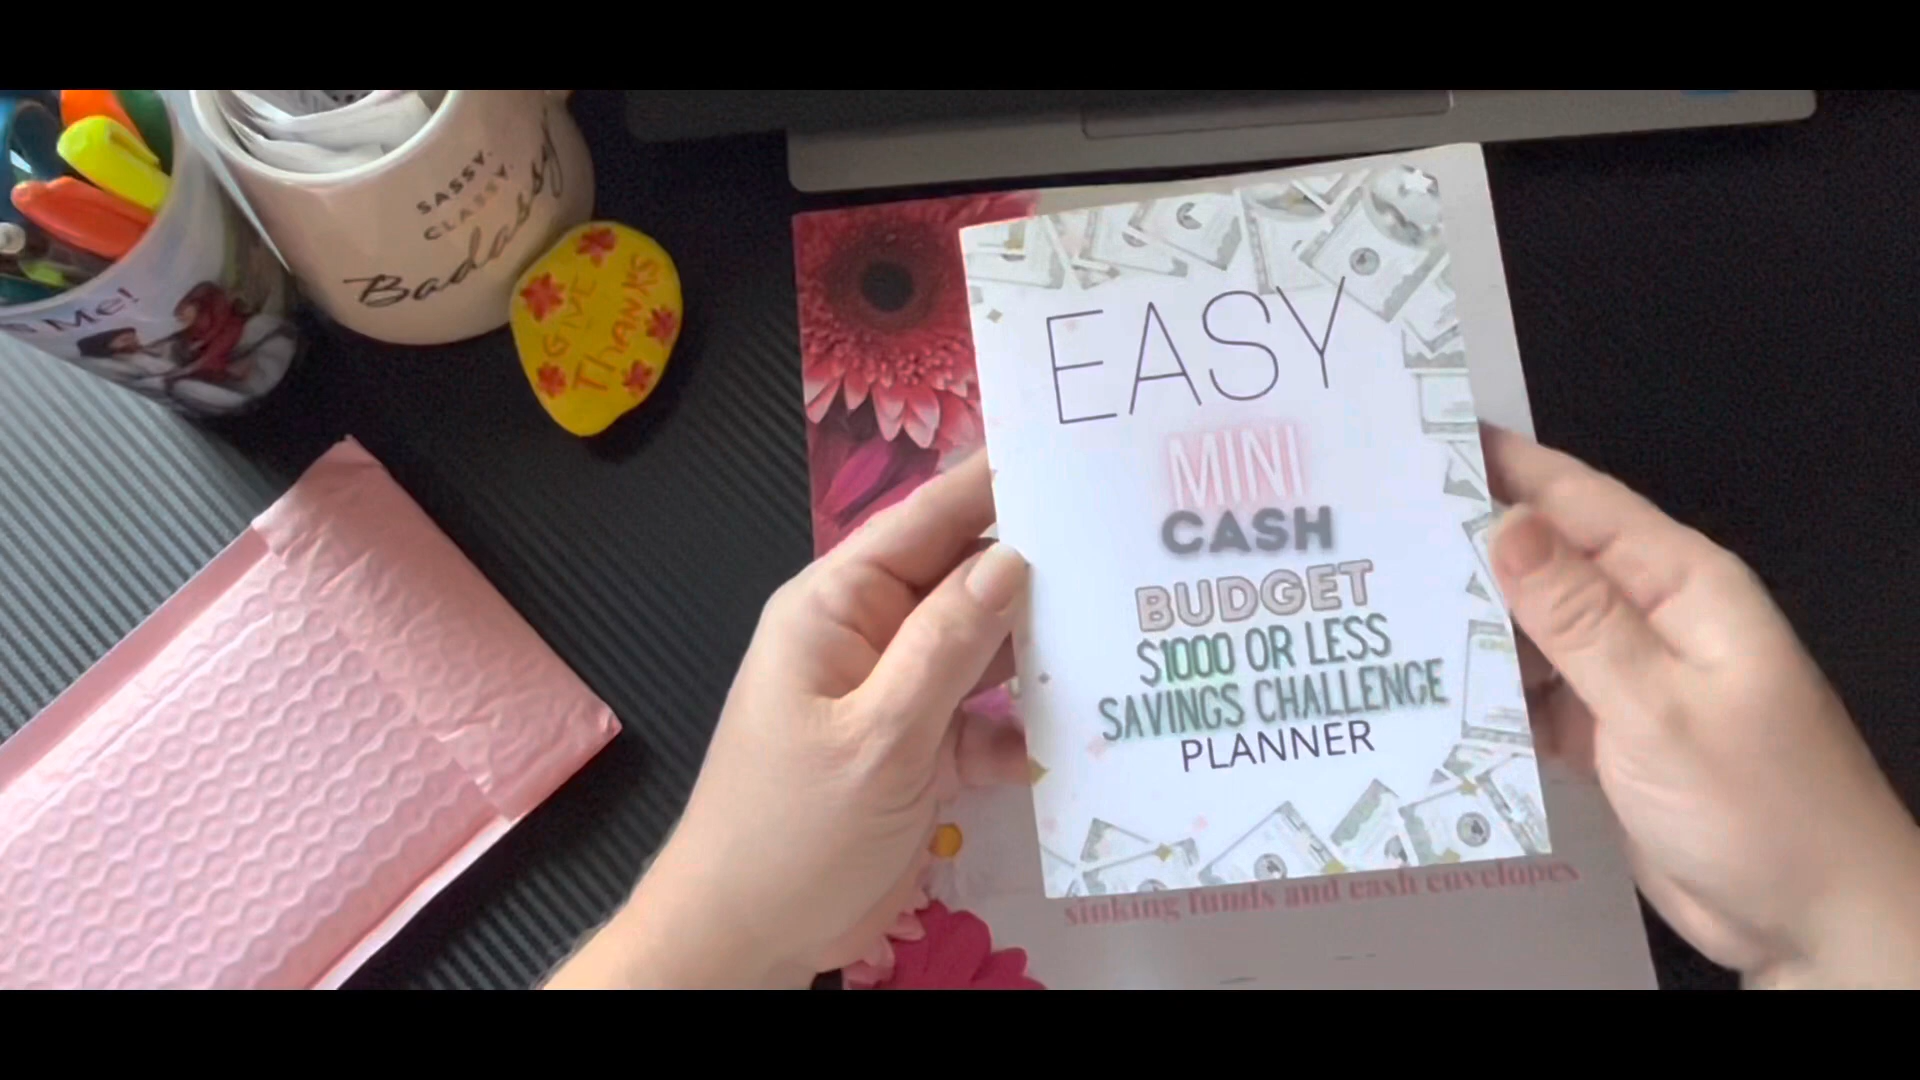 SASSY.
CLASSY.
Badassy
Me!
GIVE
THANKS
EASY
MINI
CASH
BUDGET
$1000 OR LESS
SAVINGS CHALLENGE
PLANNER
sinking funds and cash envelopes